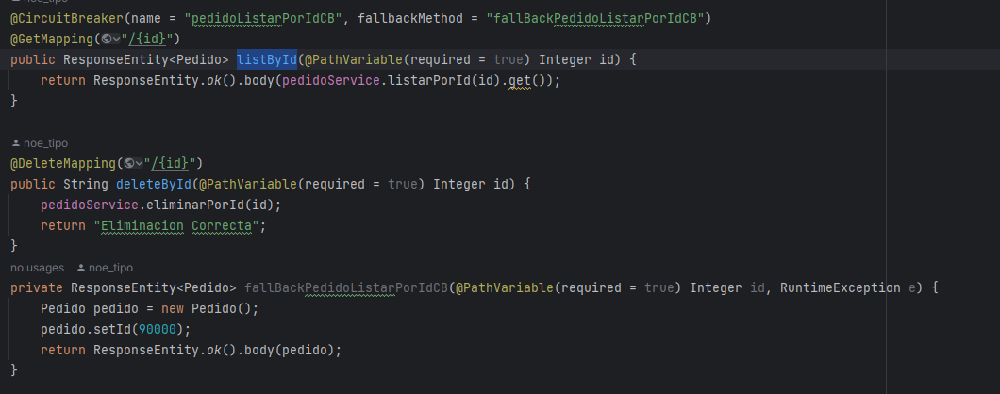 noe_tipo
@CircuitBreaker(name = "pedidoListarPorIdCB", fallbackMethod = "fallBackPedidoListarPorIdCB")
@GetMapping("/{id}")
public ResponseEntity<Pedido> listById(@PathVariable(required = true) Integer id) {
    return ResponseEntity.ok().body(pedidoService.listarPorId(id).get());
}
noe_tipo
@DeleteMapping("/{id}")
public String deleteById(@PathVariable(required = true) Integer id) {
    pedidoService.eliminarPorId(id);
    return "Eliminacion Correcta";
}
no usages noe_tipo
private ResponseEntity<Pedido> fallBackPedidoListarPorIdCB(@PathVariable(required = true) Integer id, RuntimeException e) {
    Pedido pedido = new Pedido();
    pedido.setId(90000);
    return ResponseEntity.ok().body(pedido);
}